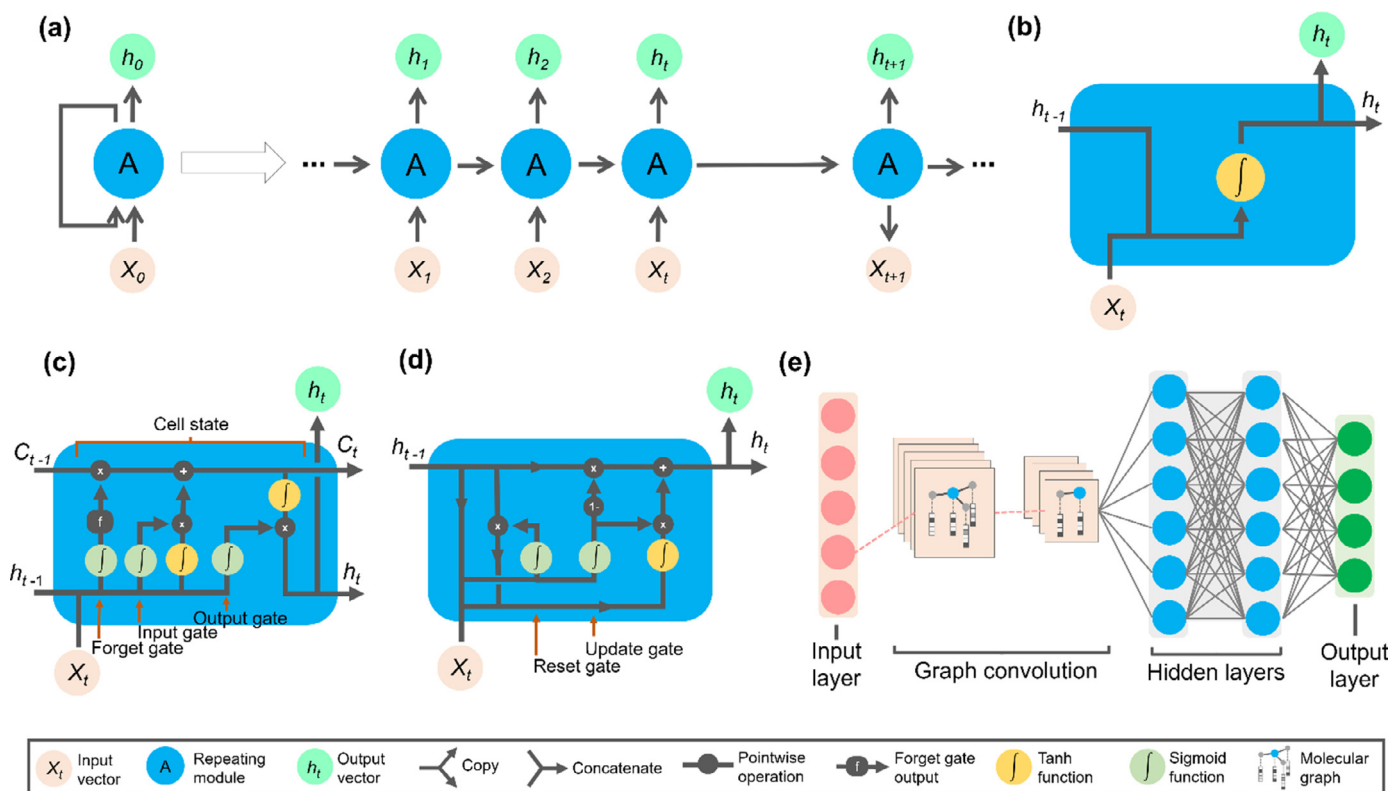 (a)
h0
h1
h2
ht
ht+1
A
A
A
A
A
...
...
X0
X1
X2
Xt
Xt+1
(b)
ht
ht-1
ht
∫
Xt
(c)
ht
Cell state
Ct-1
Ct
x
+
∫
f
x
x
∫
∫
∫
∫
ht-1
ht
Output gate
Input gate
Forget gate
Xt
(d)
ht
ht-1
ht
x
+
1-
x
x
∫
∫
∫
Update gate
Reset gate
Xt
(e)
Input
layer
Graph convolution
Hidden layers
Output
layer
Xt
Input
vector
A
Repeating
module
ht
Output
vector
Copy
Concatenate
Pointwise
operation
f
Forget gate
output
∫
Tanh
function
∫
Sigmoid
function
Molecular
graph